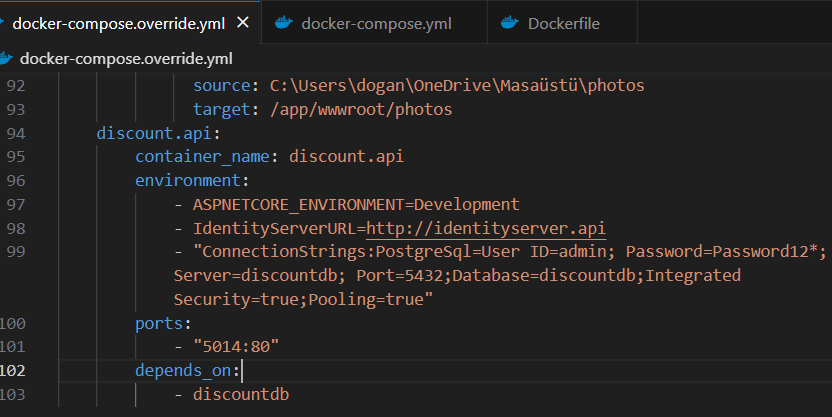 docker-compose.override.yml ✕ docker-compose.yml Dockerfile
docker-compose.override.yml
92 source: C:\Users\dogan\OneDrive\Masaüstü\photos
93 target: /app/wwwroot/photos
94 discount.api:
95 container_name: discount.api
96 environment:
97 - ASPNETCORE_ENVIRONMENT=Development
98 - IdentityServerURL=http://identityserver.api
99 - "ConnectionStrings:PostgreSql=User ID=admin; Password=Password12*;
Server=discountdb; Port=5432;Database=discountdb;Integrated
Security=true;Pooling=true"
100 ports:
101 - "5014:80"
102 depends_on:
103 - discountdb